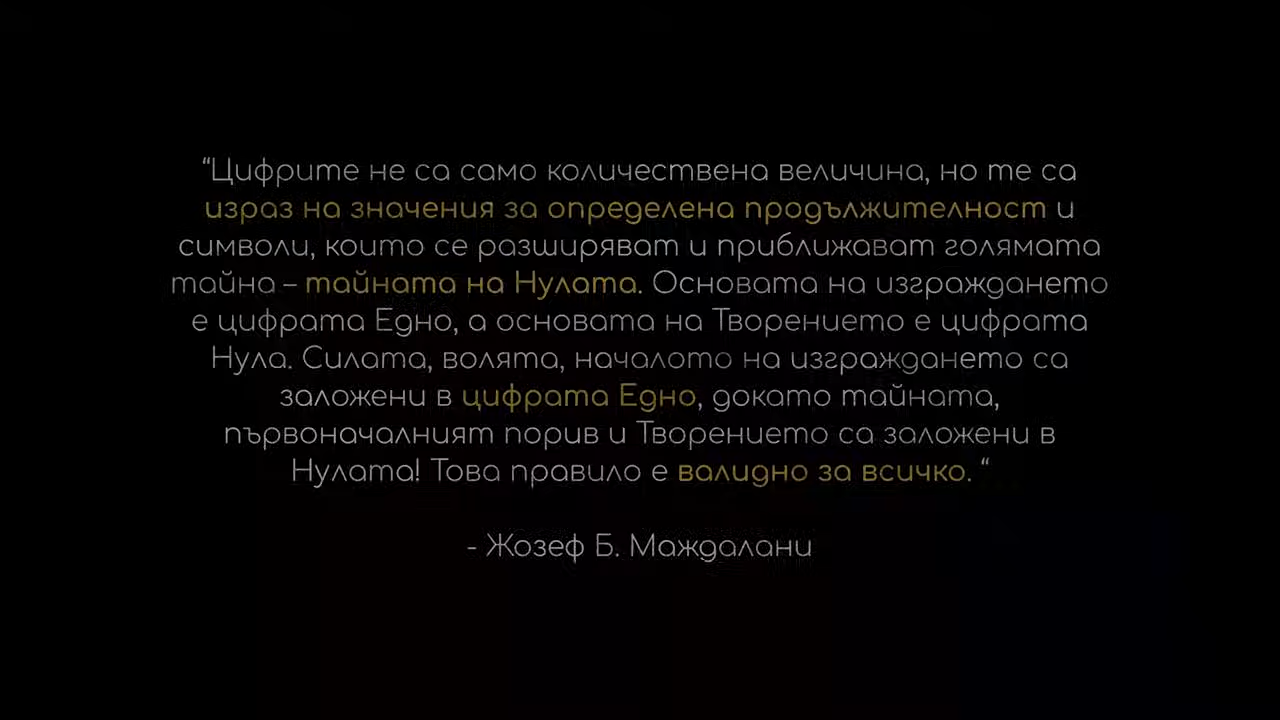 “Цифрите не са само количествена величина, но те са
израз на значения за определена продължителност и
символи, които се разширяват и приближават голямата
тайна – тайната на Нулата. Основата на изграждането
е цифрата Едно, а основата на Творението е цифрата
Нула. Силата, волята, началото на изграждането са
заложени в цифрата Едно, докато тайната,
първоначалният порив и Творението са заложени в
Нулата! Това правило е валидно за всичко. “
- Жозеф Б. Маждалани